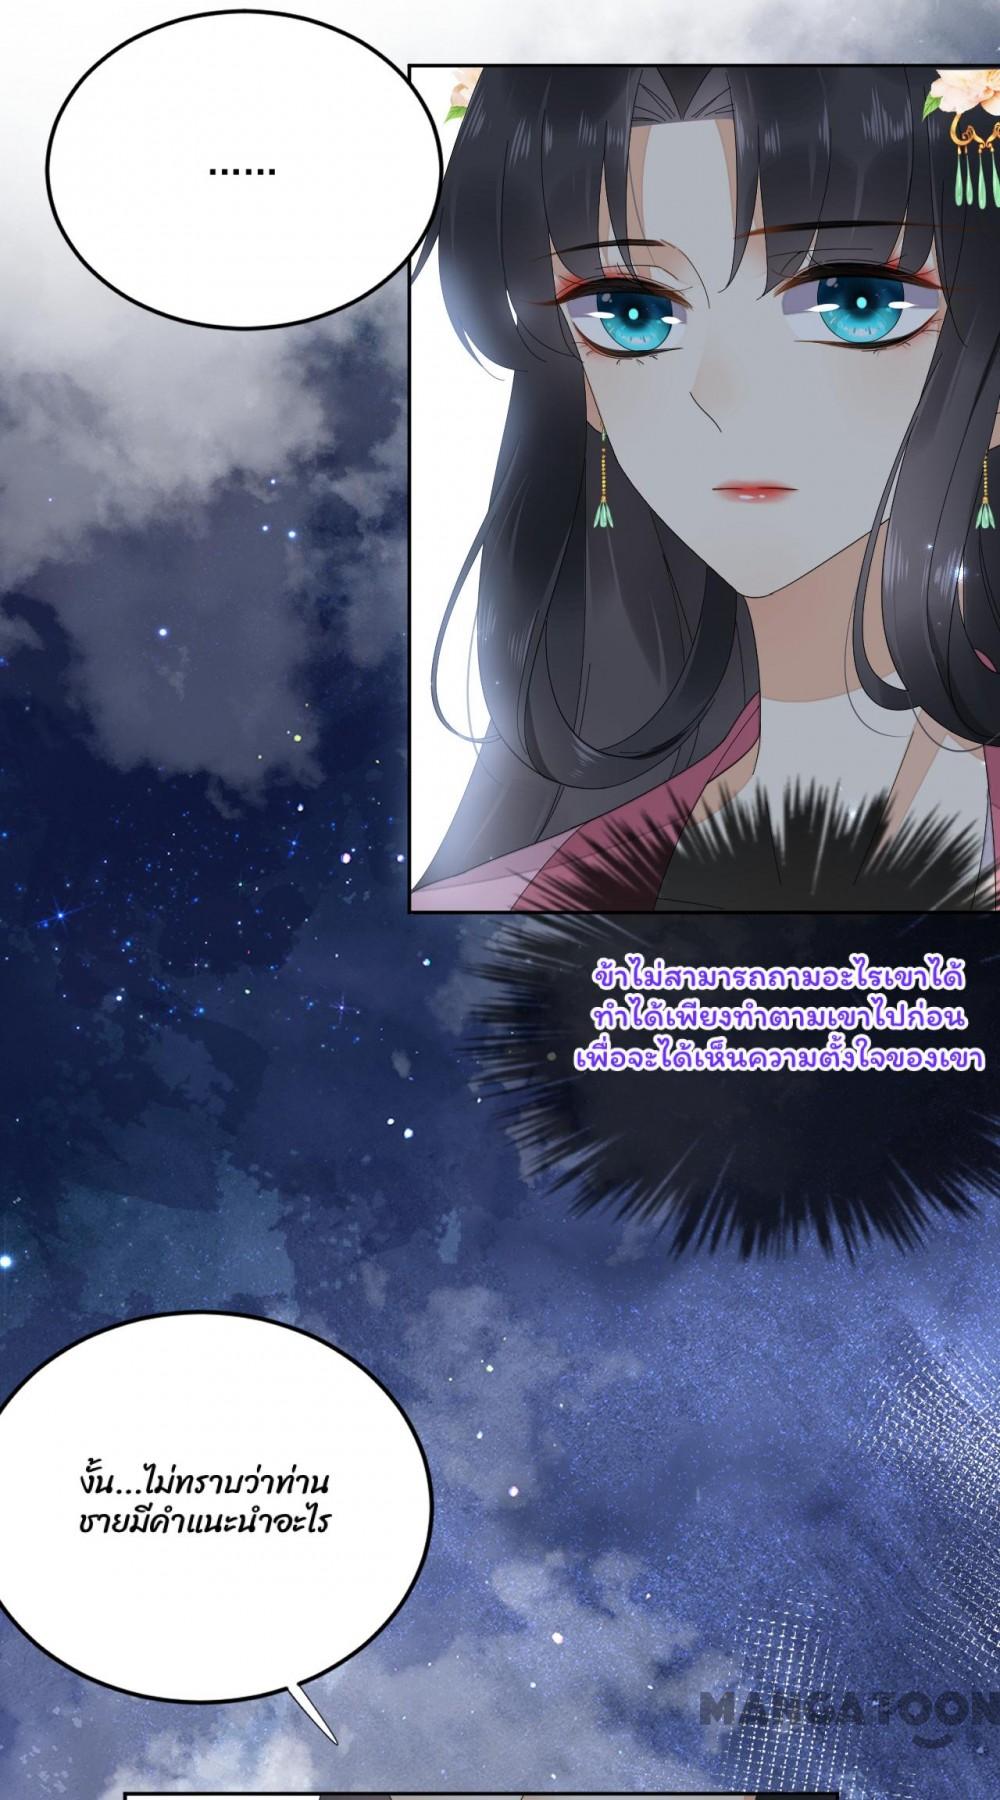 ......
ข้าไม่สามารถถามอะไรเขาได้
ทำได้เพียงทำตามเขาไปก่อน
เพื่อจะได้เห็นความตั้งใจของเขา
งั้น...ไม่ทราบว่าท่าน
ชายมีคำแนะนำอะไร
MANGATOON